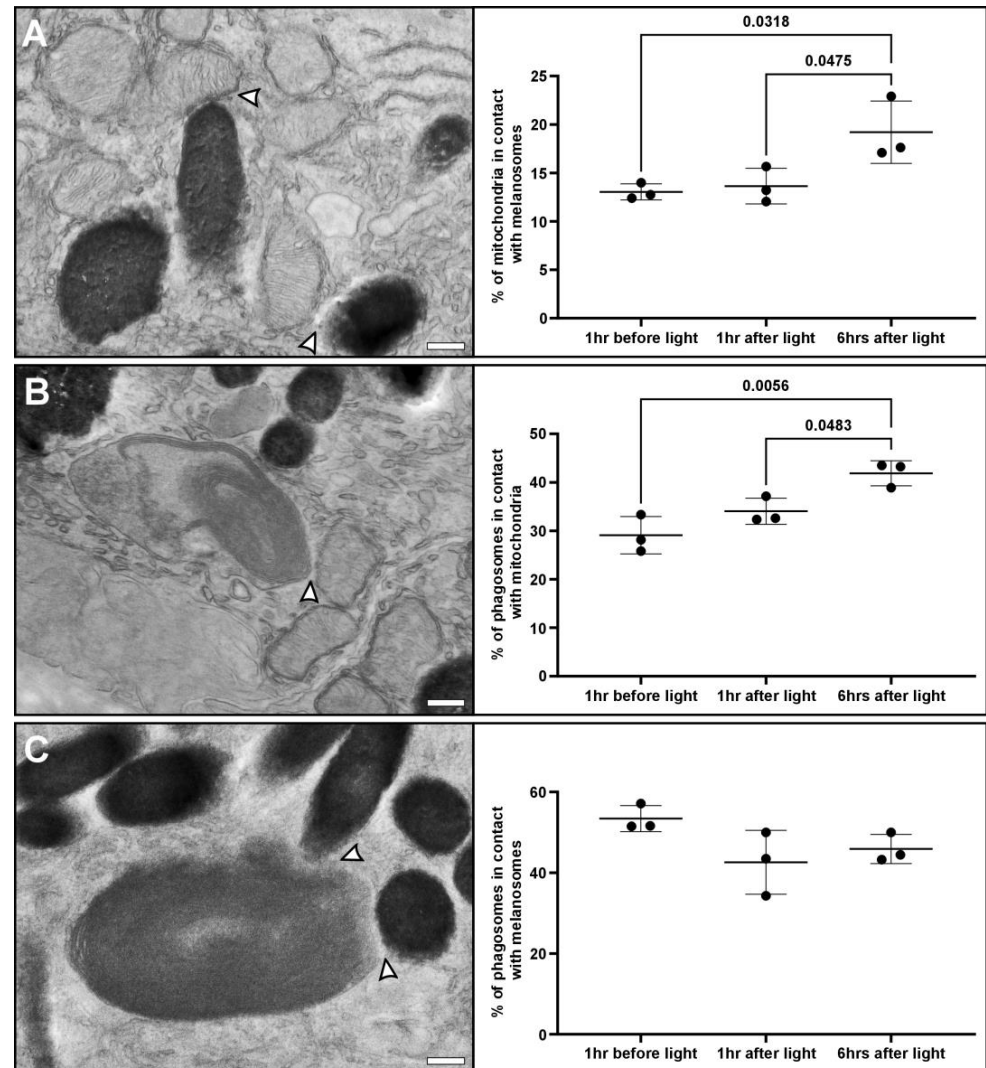 A
0.0318
0.0475
% of mitochondria in contact
with melanosomes
25
20
15
10
5
0
1hr before light 1hr after light 6hrs after light
B
0.0056
0.0483
% of phagosomes in contact
with mitochondria
50
40
30
20
10
0
1hr before light 1hr after light 6hrs after light
C
% of phagosomes in contact
with melanosomes
60
40
20
0
1hr before light 1hr after light 6hrs after light